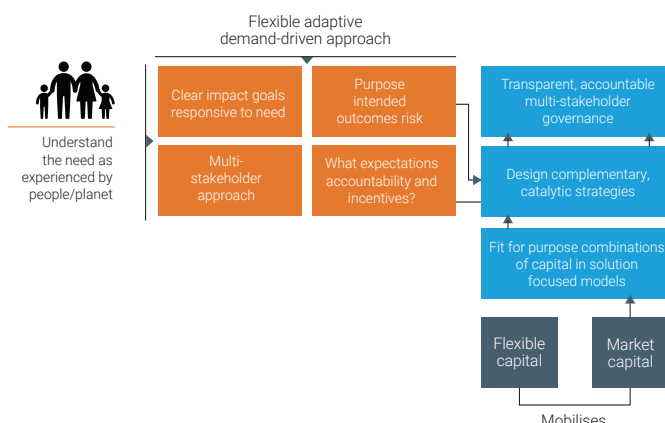 Flexible adaptive
demand-driven approach
Understand
the need as
experienced by
people/planet
Clear impact goals
responsive to need
Purpose
intended
outcomes risk
Multi-
stakeholder
approach
What expectations
accountability and
incentives?
Transparent, accountable
multi-stakeholder
governance
Design complementary,
catalytic strategies
Fit for purpose combinations
of capital in solution
focused models
Flexible
capital
Market
capital
Mobilises